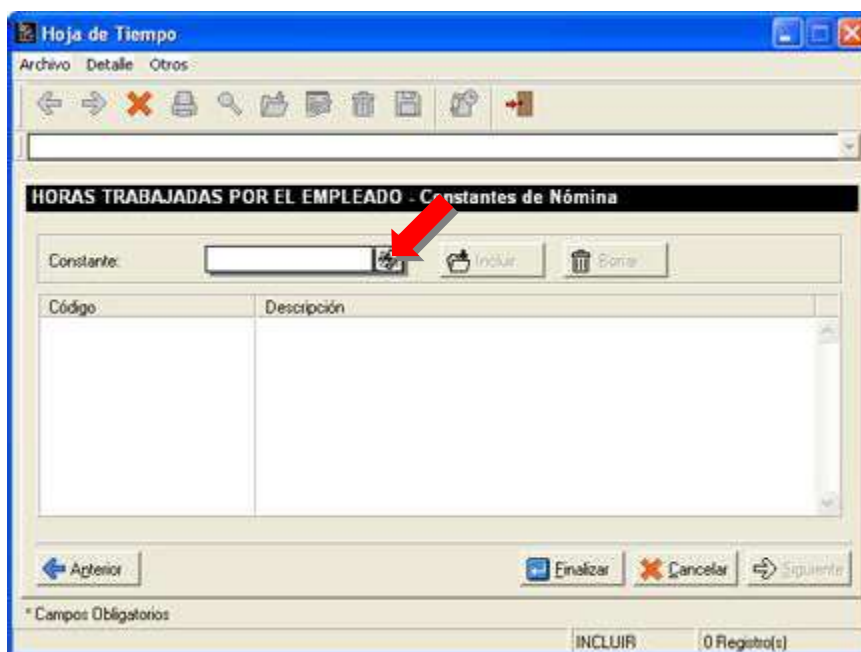 Hoja de Tiempo
Archivo Detalle Otros
HORAS TRABAJADAS POR EL EMPLEADO - Constantes de Nómina
Constante: Incluir Borrar
Código Descripción
Anterior Finalizar Cancelar Siguiente
* Campos Obligatorios
INCLUIR 0 Registro(s)